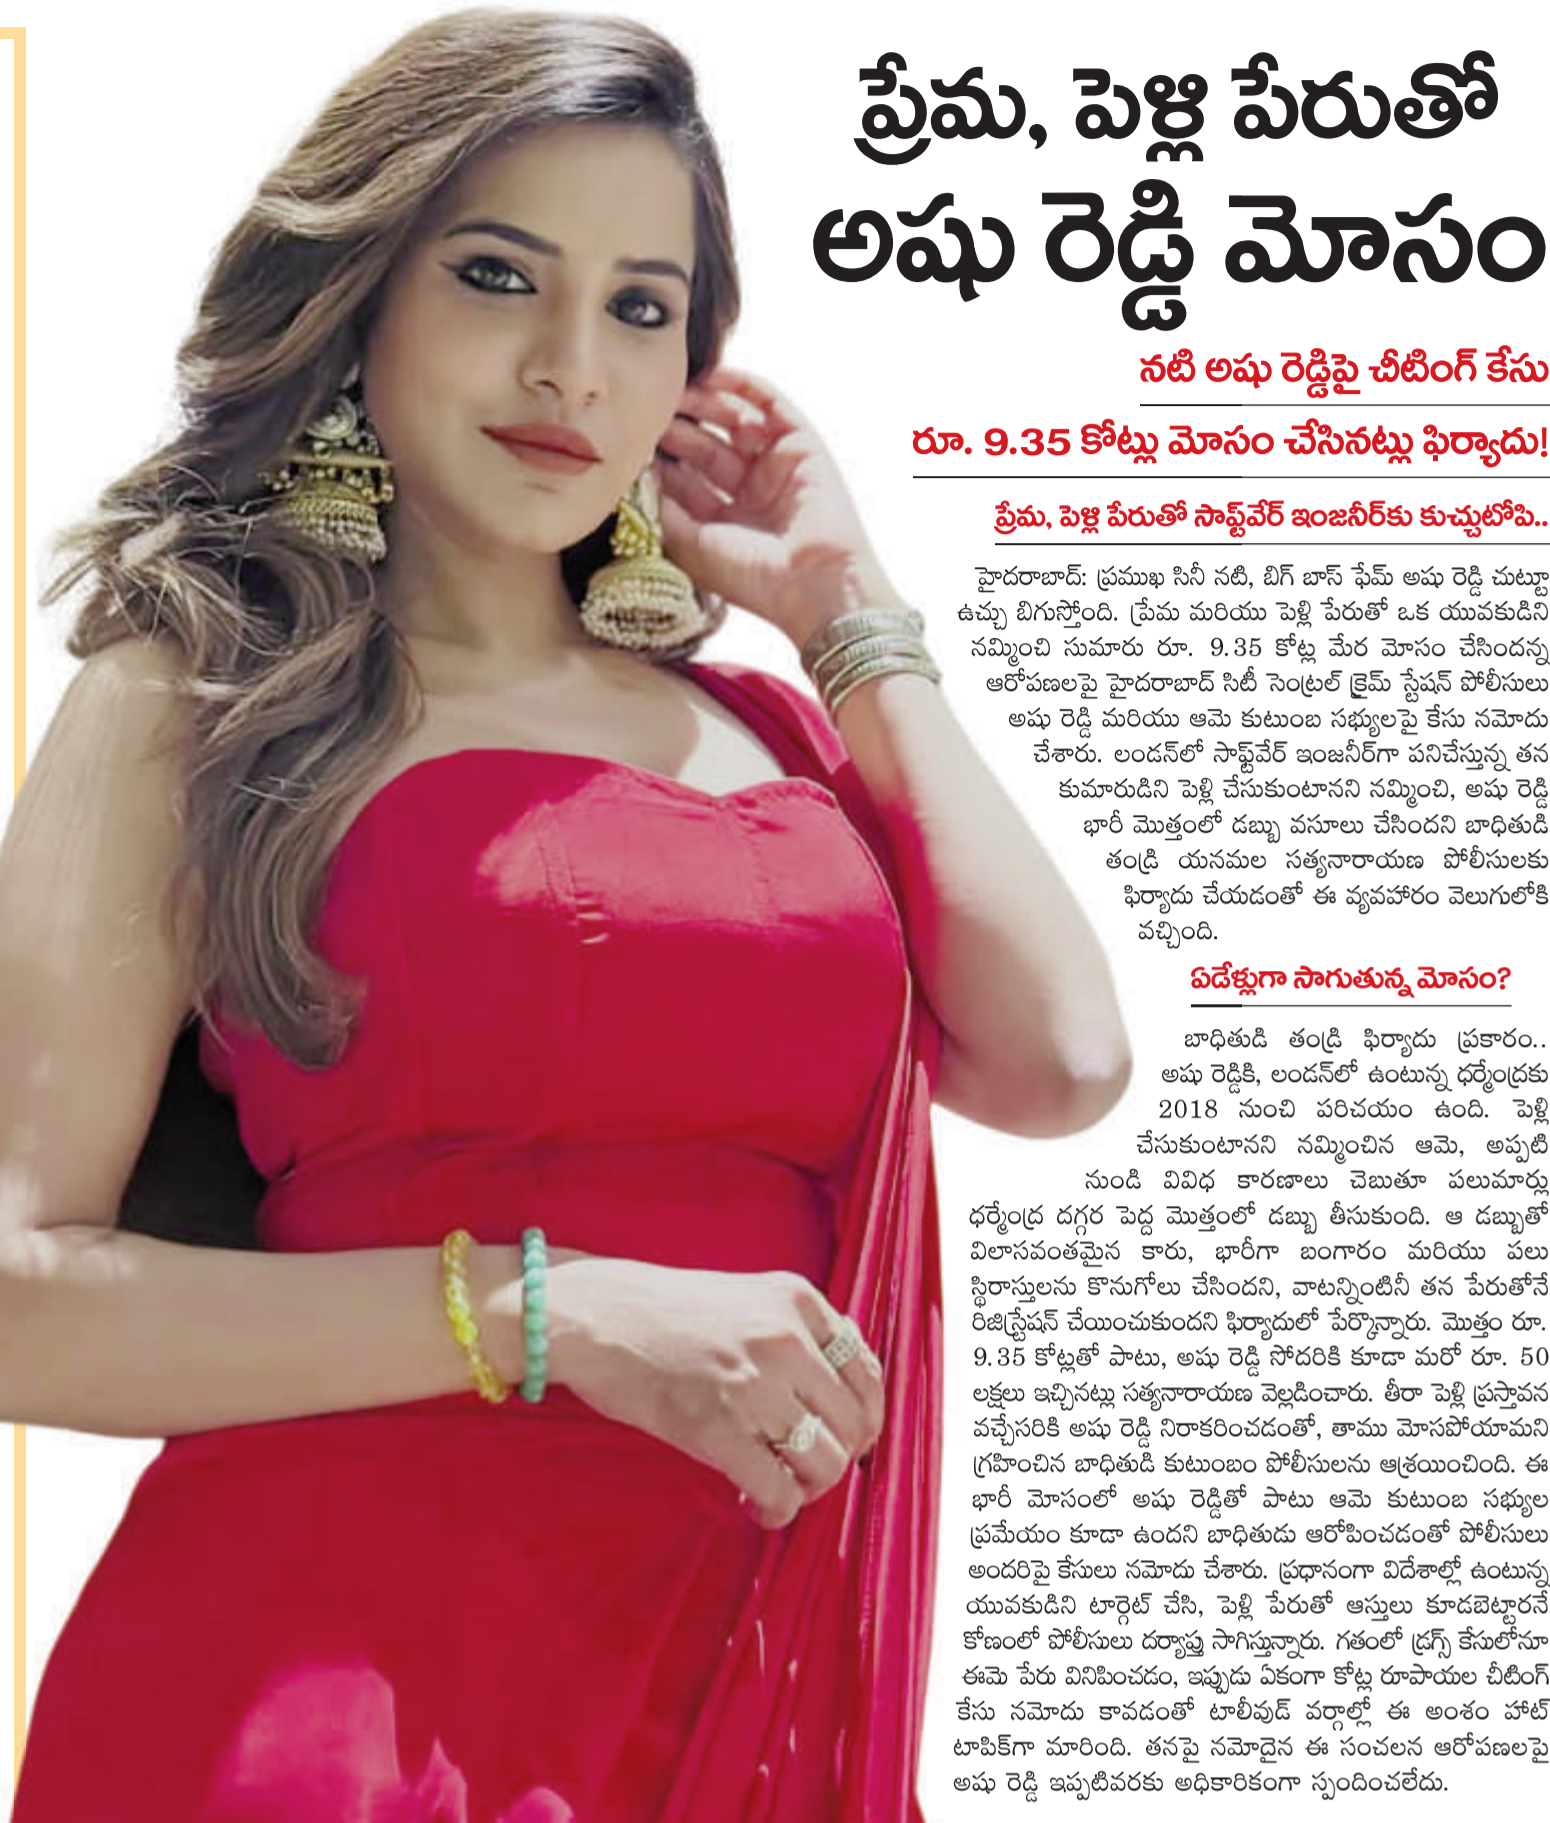 ప్రేమ, పెళ్లి పేరుతో
అషు రెడ్డి మోసం
నటి అషు రెడ్డిపై చీటింగ్ కేసు
రూ. 9.35 కోట్లు మోసం చేసినట్లు ఫిర్యాదు!
ప్రేమ, పెళ్లి పేరుతో సాఫ్ట్‌వేర్ ఇంజనీర్‌కు కుచ్చుటోపి..
హైదరాబాద్: ప్రముఖ సినీ నటి, బిగ్ బాస్ ఫేమ్ అషు రెడ్డి చుట్టూ
ఉచ్చు బిగుస్తోంది. ప్రేమ మరియు పెళ్లి పేరుతో ఒక యువకుడిని
నమ్మించి సుమారు రూ. 9.35 కోట్ల మేర మోసం చేసిందన్న
ఆరోపణలపై హైదరాబాద్ సిటీ సెంట్రల్ క్రైమ్ స్టేషన్ పోలీసులు
అషు రెడ్డి మరియు ఆమె కుటుంబ సభ్యులపై కేసు నమోదు
చేశారు. లండన్‌లో సాఫ్ట్‌వేర్ ఇంజనీర్‌గా పనిచేస్తున్న తన
కుమారుడిని పెళ్లి చేసుకుంటానని నమ్మించి, అషు రెడ్డి
భారీ మొత్తంలో డబ్బు వసూలు చేసిందని బాధితుడి
తండ్రి యనమల సత్యనారాయణ పోలీసులకు
ఫిర్యాదు చేయడంతో ఈ వ్యవహారం వెలుగులోకి
వచ్చింది.
ఏడేళ్లుగా సాగుతున్న మోసం?
బాధితుడి తండ్రి ఫిర్యాదు ప్రకారం..
అషు రెడ్డికి, లండన్‌లో ఉంటున్న ధర్మేంద్రకు
2018 నుంచి పరిచయం ఉంది. పెళ్లి
చేసుకుంటానని నమ్మించిన ఆమె, అప్పటి
నుండి వివిధ కారణాలు చెబుతూ పలుమార్లు
ధర్మేంద్ర దగ్గర పెద్ద మొత్తంలో డబ్బు తీసుకుంది. ఆ డబ్బుతో
విలాసవంతమైన కారు, భారీగా బంగారం మరియు పలు
స్థిరాస్తులను కొనుగోలు చేసిందని, వాటన్నింటినీ తన పేరుతోనే
రిజిస్ట్రేషన్ చేయించుకుందని ఫిర్యాదులో పేర్కొన్నారు. మొత్తం రూ.
9.35 కోట్లతో పాటు, అషు రెడ్డి సోదరికి కూడా మరో రూ. 50
లక్షలు ఇచ్చినట్లు సత్యనారాయణ వెల్లడించారు. తీరా పెళ్లి ప్రస్తావన
వచ్చేసరికి అషు రెడ్డి నిరాకరించడంతో, తాము మోసపోయామని
గ్రహించిన బాధితుడి కుటుంబం పోలీసులను ఆశ్రయించింది. ఈ
భారీ మోసంలో అషు రెడ్డితో పాటు ఆమె కుటుంబ సభ్యుల
ప్రమేయం కూడా ఉందని బాధితుడు ఆరోపించడంతో పోలీసులు
అందరిపై కేసులు నమోదు చేశారు. ప్రధానంగా విదేశాల్లో ఉంటున్న
యువకుడిని టార్గెట్ చేసి, పెళ్లి పేరుతో ఆస్తులు కూడబెట్టారనే
కోణంలో పోలీసులు దర్యాప్తు సాగిస్తున్నారు. గతంలో డ్రగ్స్ కేసులోనూ
ఈమె పేరు వినిపించడం, ఇప్పుడు ఏకంగా కోట్ల రూపాయల చీటింగ్
కేసు నమోదు కావడంతో టాలీవుడ్ వర్గాల్లో ఈ అంశం హాట్
టాపిక్‌గా మారింది. తనపై నమోదైన ఈ సంచలన ఆరోపణలపై
అషు రెడ్డి ఇప్పటివరకు అధికారికంగా స్పందించలేదు.